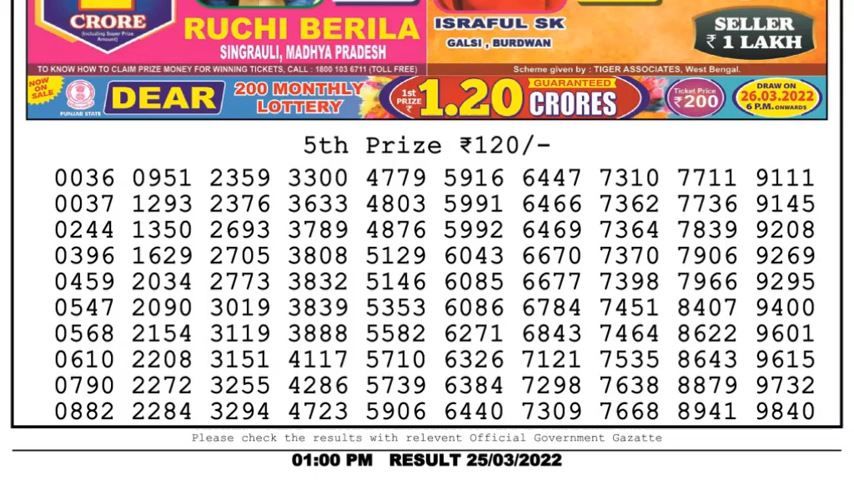 1
CRORE
(Including Super Prize Amount)
RUCHI BERILA
SINGRAULI, MADHYA PRADESH
ISRAFUL SK
GALSI , BURDWAN
SELLER
₹ 1 LAKH
TO KNOW HOW TO CLAIM PRIZE MONEY FOR WINNING TICKETS, CALL : 1800 103 6711 (TOLL FREE)
Scheme given by : TIGER ASSOCIATES, West Bengal.
NOW ON SALE
PUNJAB STATE
DEAR
200 MONTHLY
LOTTERY
1st PRIZE ₹
1.20
GUARANTEED
CRORES
Ticket Price
₹200
DRAW ON
26.03.2022
6 P.M. ONWARDS
5th Prize ₹120/-
0036 0951 2359 3300 4779 5916 6447 7310 7711 9111
0037 1293 2376 3633 4803 5991 6466 7362 7736 9145
0244 1350 2693 3789 4876 5992 6469 7364 7839 9208
0396 1629 2705 3808 5129 6043 6670 7370 7906 9269
0459 2034 2773 3832 5146 6085 6677 7398 7966 9295
0547 2090 3019 3839 5353 6086 6784 7451 8407 9400
0568 2154 3119 3888 5582 6271 6843 7464 8622 9601
0610 2208 3151 4117 5710 6326 7121 7535 8643 9615
0790 2272 3255 4286 5739 6384 7298 7638 8879 9732
0882 2284 3294 4723 5906 6440 7309 7668 8941 9840
Please check the results with relevent Official Government Gazatte
01:00 PM RESULT 25/03/2022